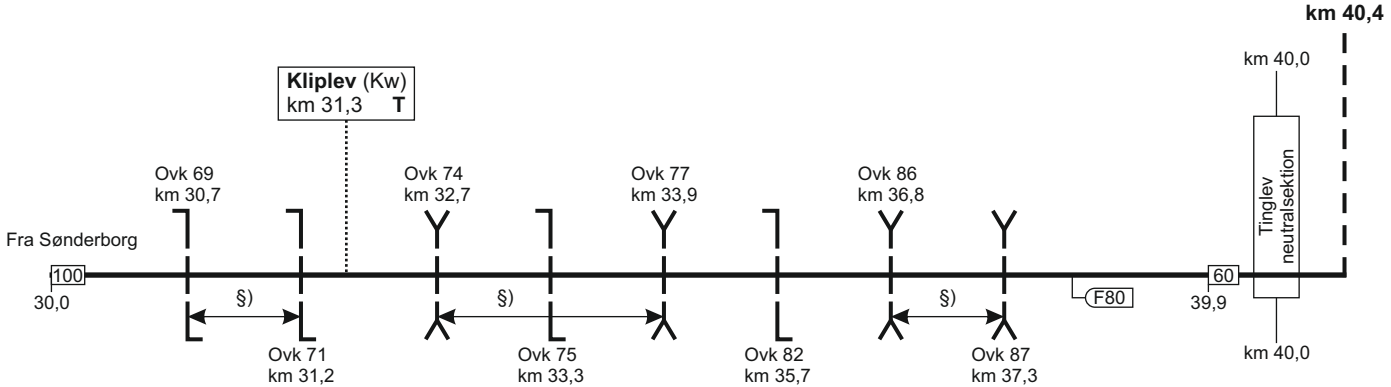 km 40,4
km 40,0
Kliplev (Kw)
km 31,3 T
Ovk 69
km 30,7
Ovk 74
km 32,7
Ovk 77
km 33,9
Ovk 86
km 36,8
Tinglev
neutralsektion
Fra Sønderborg
100
60
30,0
§)
§)
§)
F80
39,9
Ovk 71
km 31,2
Ovk 75
km 33,3
Ovk 82
km 35,7
Ovk 87
km 37,3
km 40,0